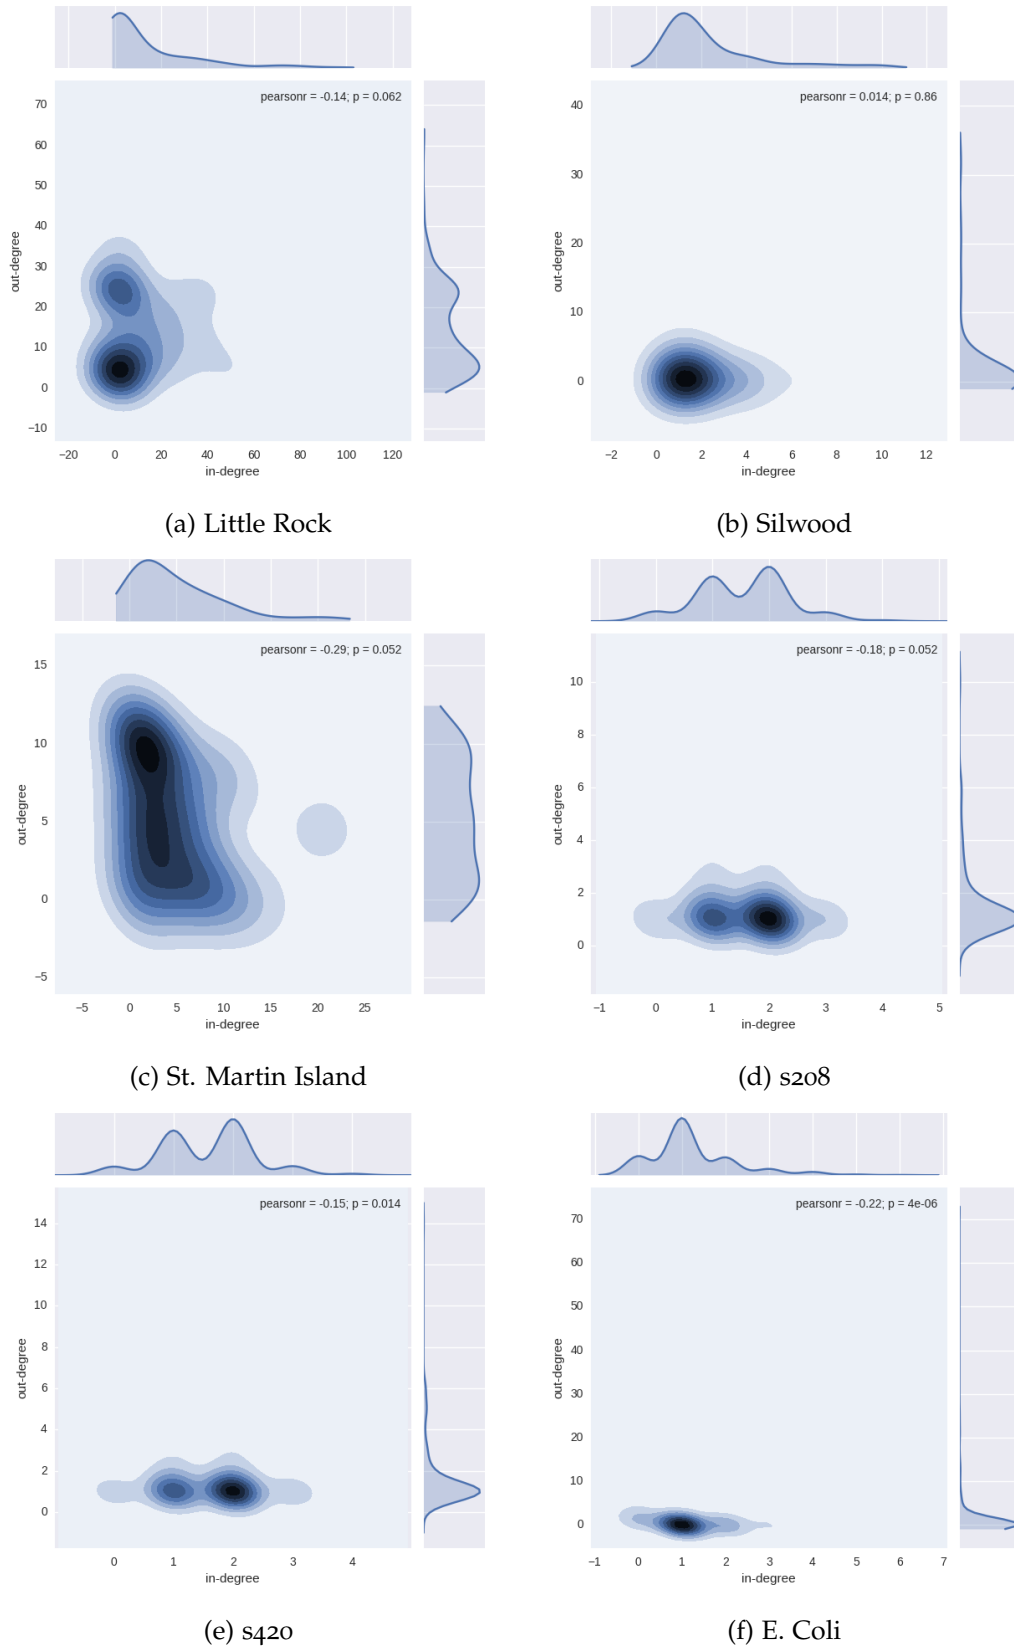 pearsonr = -0.14; p = 0.062
70
60
50
40
30
20
10
0
−10
out-degree
−20 0 20 40 60 80 100 120
in-degree
(a) Little Rock
pearsonr = 0.014; p = 0.86
40
30
20
10
0
out-degree
−2 0 2 4 6 8 10 12
in-degree
(b) Silwood
pearsonr = -0.29; p = 0.052
15
10
5
0
−5
out-degree
−5 0 5 10 15 20 25
in-degree
(c) St. Martin Island
pearsonr = -0.18; p = 0.052
10
8
6
4
2
0
out-degree
−1 0 1 2 3 4 5
in-degree
(d) s208
pearsonr = -0.15; p = 0.014
14
12
10
8
6
4
2
0
out-degree
0 1 2 3 4
in-degree
(e) s420
pearsonr = -0.22; p = 4e-06
70
60
50
40
30
20
10
0
out-degree
−1 0 1 2 3 4 5 6 7
in-degree
(f) E. Coli